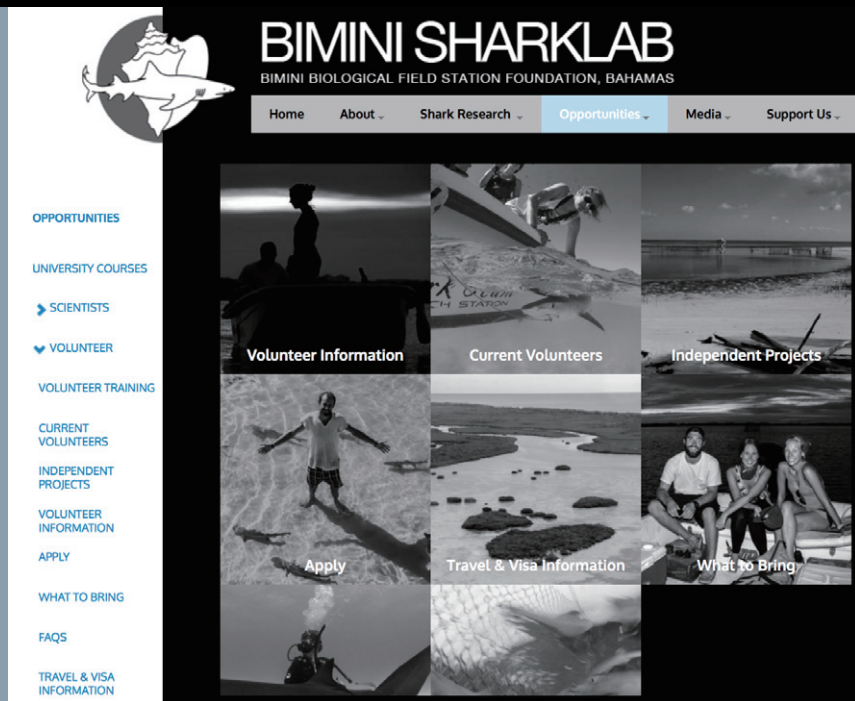 BIMINI SHARKLAB
BIMINI BIOLOGICAL FIELD STATION FOUNDATION, BAHAMAS
Home About Shark Research Opportunities Media Support Us
OPPORTUNITIES
UNIVERSITY COURSES
SCIENTISTS
VOLUNTEER
VOLUNTEER TRAINING
CURRENT
VOLUNTEERS
INDEPENDENT
PROJECTS
VOLUNTEER
INFORMATION
APPLY
WHAT TO BRING
FAQS
TRAVEL & VISA
INFORMATION
CH STATION
Volunteer Information Current Volunteers Independent Projects
Apply Travel & Visa Information What to Bring